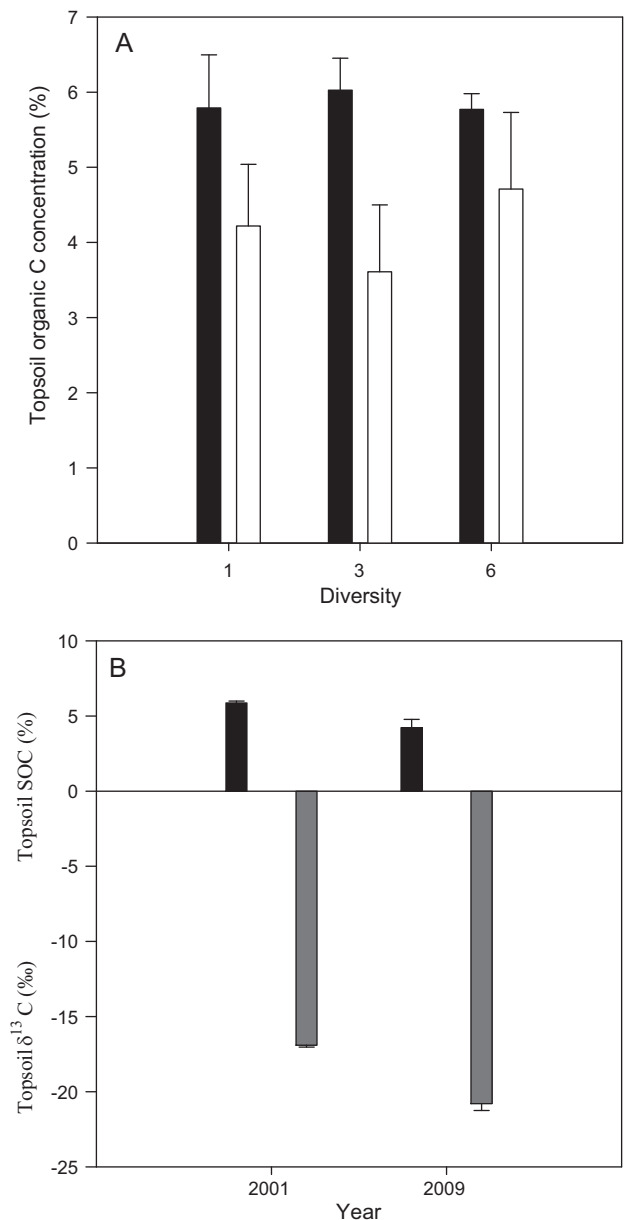 A
Topsoil organic C concentration (%)
7
6
5
4
3
2
1
0
1 3 6
Diversity
B
Topsoil SOC (%)
Topsoil δ¹³ C (‰)
10
5
0
-5
-10
-15
-20
-25
2001 2009
Year